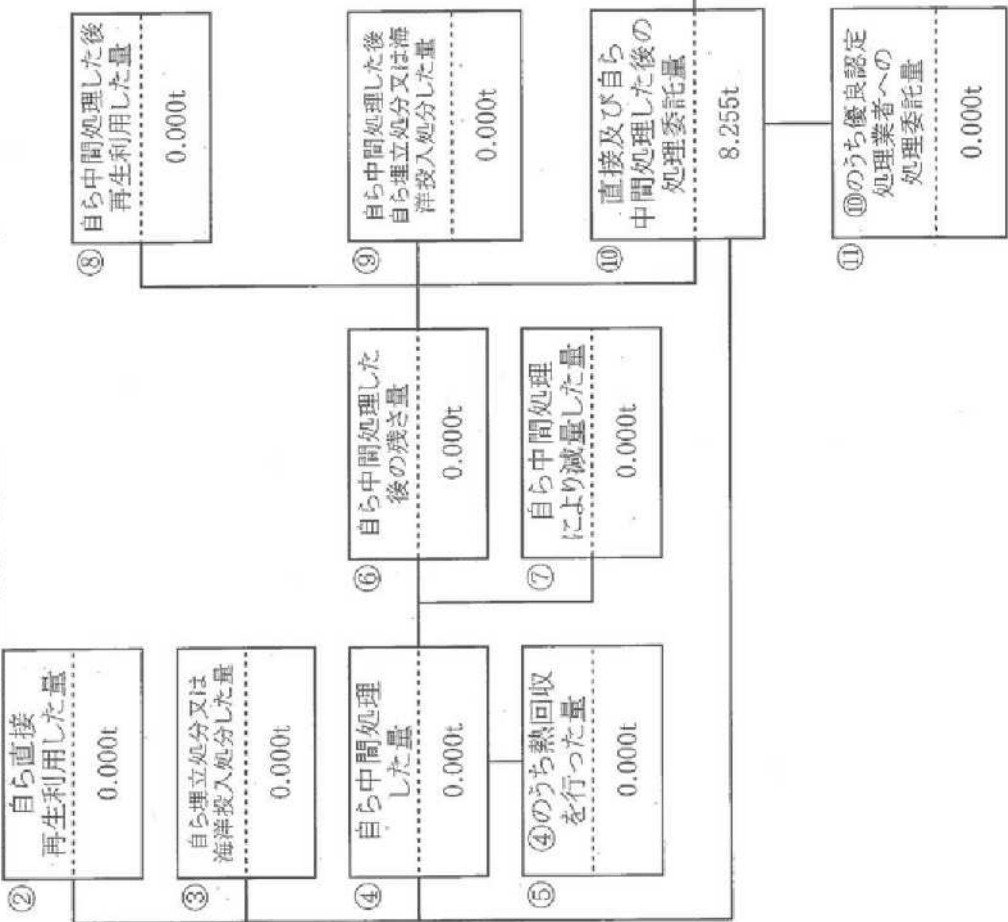 ②
自ら直接
再生利用した量
0.000t
③
自ら埋立処分又は
海洋投入処分した量
0.000t
④
自ら中間処理
した量
0.000t
⑤
④のうち熱回収
を行った量
0.000t
⑥
自ら中間処理した
後の残さ量
0.000t
⑦
自ら中間処理
により減量した量
0.000t
⑧
自ら中間処理した後
再生利用した量
0.000t
⑨
自ら中間処理した後
自ら埋立処分又は海
洋投入処分した量
0.000t
⑩
直接及び自ら
中間処理した後の
処理委託量
8.255t
⑪
⑩のうち優良認定
処理業者への
処理委託量
0.000t